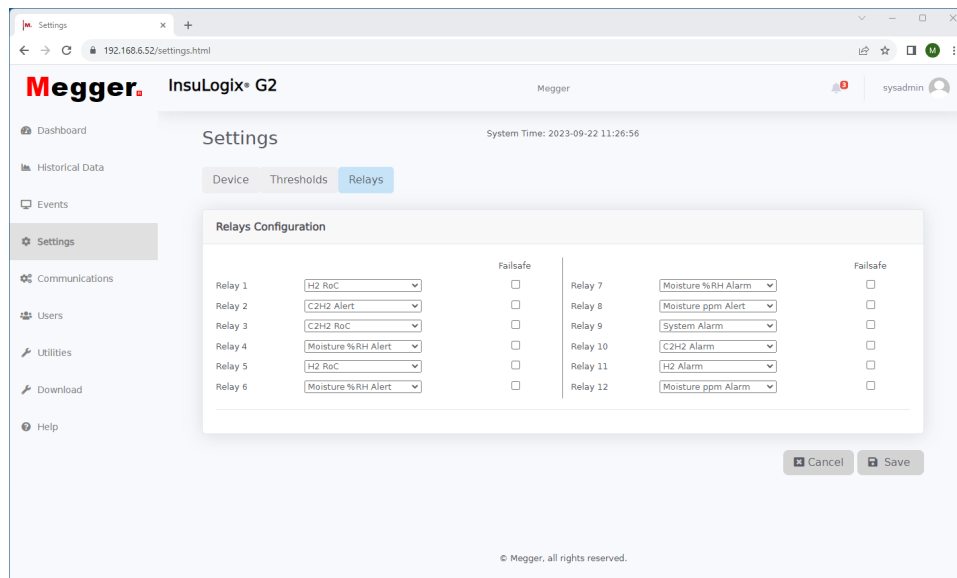 M. Settings
192.168.6.52/settings.html
M
Megger.
InsuLogix® G2
Megger
3
sysadmin
Dashboard
Historical Data
Events
Settings
Communications
Users
Utilities
Download
Help
Settings
System Time: 2023-09-22 11:26:56
Device Thresholds Relays
Relays Configuration
Failsafe Failsafe
Relay 1 H2 RoC Relay 7 Moisture %RH Alarm
Relay 2 C2H2 Alert Relay 8 Moisture ppm Alert
Relay 3 C2H2 RoC Relay 9 System Alarm
Relay 4 Moisture %RH Alert Relay 10 C2H2 Alarm
Relay 5 H2 RoC Relay 11 H2 Alarm
Relay 6 Moisture %RH Alert Relay 12 Moisture ppm Alarm
Cancel Save
© Megger, all rights reserved.